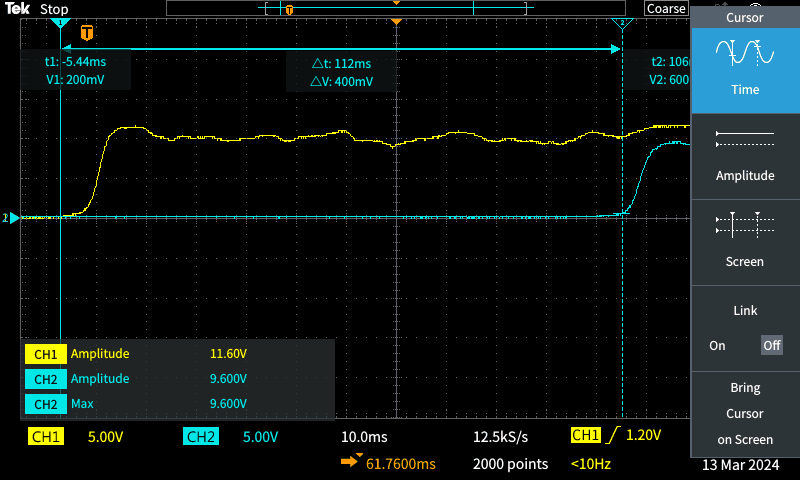 Tek Stop
Coarse
T
1
2
T
t1: -5.44ms
V1: 200mV
△t: 112ms
△V: 400mV
t2: 106
V2: 600
2
Cursor
Time
Amplitude
Screen
Link
On Off
Bring
Cursor
on Screen
CH1 Amplitude 11.60V
CH2 Amplitude 9.600V
CH2 Max 9.600V
CH1 5.00V CH2 5.00V 10.0ms 12.5kS/s CH1 1.20V
61.7600ms 2000 points <10Hz 13 Mar 2024